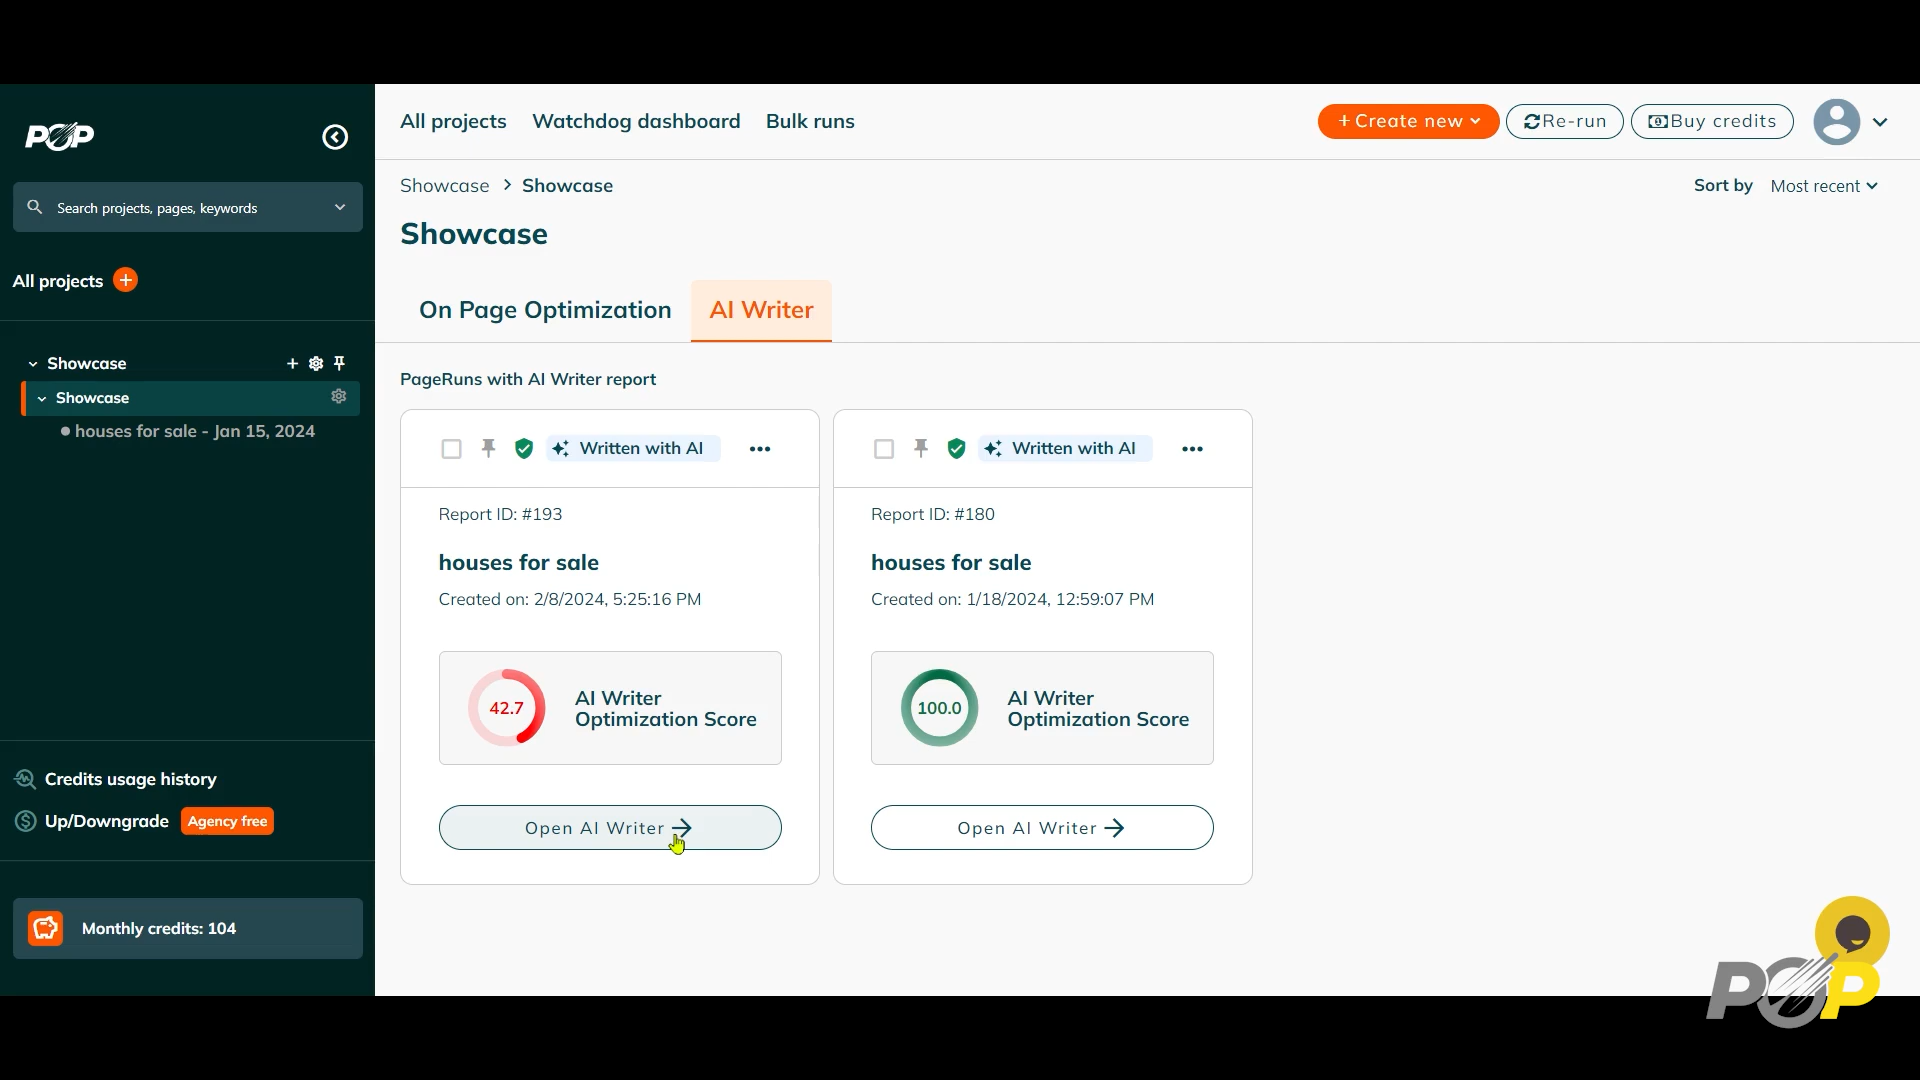 POP
Search projects, pages, keywords
All projects
Showcase
Showcase
houses for sale - Jan 15, 2024
Credits usage history
Up/Downgrade Agency free
Monthly credits: 104
All projects Watchdog dashboard Bulk runs
+ Create new Re-run Buy credits
Showcase > Showcase
Sort by Most recent
Showcase
On Page Optimization AI Writer
PageRuns with AI Writer report
Written with AI
Report ID: #193
houses for sale
Created on: 2/8/2024, 5:25:16 PM
42.7
AI Writer
Optimization Score
Open AI Writer
Written with AI
Report ID: #180
houses for sale
Created on: 1/18/2024, 12:59:07 PM
100.0
AI Writer
Optimization Score
Open AI Writer
POP